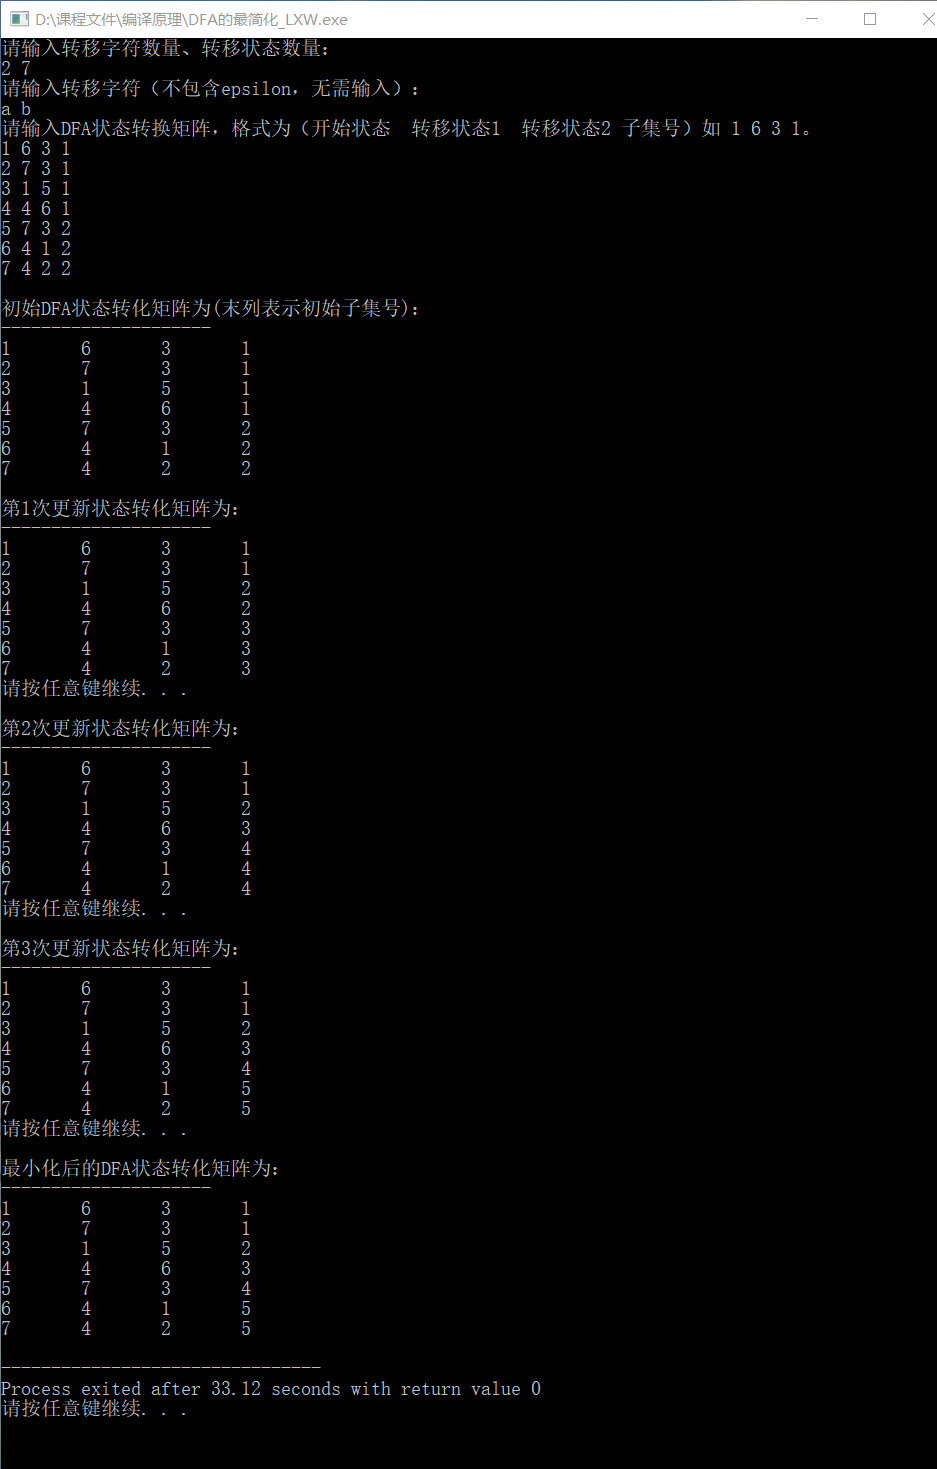 D:\课程文件\编译原理\DFA的最简化_LXW.exe
请输入转移字符数量、转移状态数量：
2 7
请输入转移字符（不包含epsilon，无需输入）：
a b
请输入DFA状态转换矩阵，格式为（开始状态  转移状态1  转移状态2 子集号）如 1 6 3 1。
1 6 3 1
2 7 3 1
3 1 5 1
4 4 6 1
5 7 3 2
6 4 1 2
7 4 2 2
初始DFA状态转化矩阵为(末列表示初始子集号)：
---------------------
1 6 3 1
2 7 3 1
3 1 5 1
4 4 6 1
5 7 3 2
6 4 1 2
7 4 2 2
第1次更新状态转化矩阵为：
---------------------
1 6 3 1
2 7 3 1
3 1 5 2
4 4 6 2
5 7 3 3
6 4 1 3
7 4 2 3
请按任意键继续. . .
第2次更新状态转化矩阵为：
---------------------
1 6 3 1
2 7 3 1
3 1 5 2
4 4 6 3
5 7 3 4
6 4 1 4
7 4 2 4
请按任意键继续. . .
第3次更新状态转化矩阵为：
---------------------
1 6 3 1
2 7 3 1
3 1 5 2
4 4 6 3
5 7 3 4
6 4 1 5
7 4 2 5
请按任意键继续. . .
最小化后的DFA状态转化矩阵为：
---------------------
1 6 3 1
2 7 3 1
3 1 5 2
4 4 6 3
5 7 3 4
6 4 1 5
7 4 2 5
--------------------------------
Process exited after 33.12 seconds with return value 0
请按任意键继续. . .